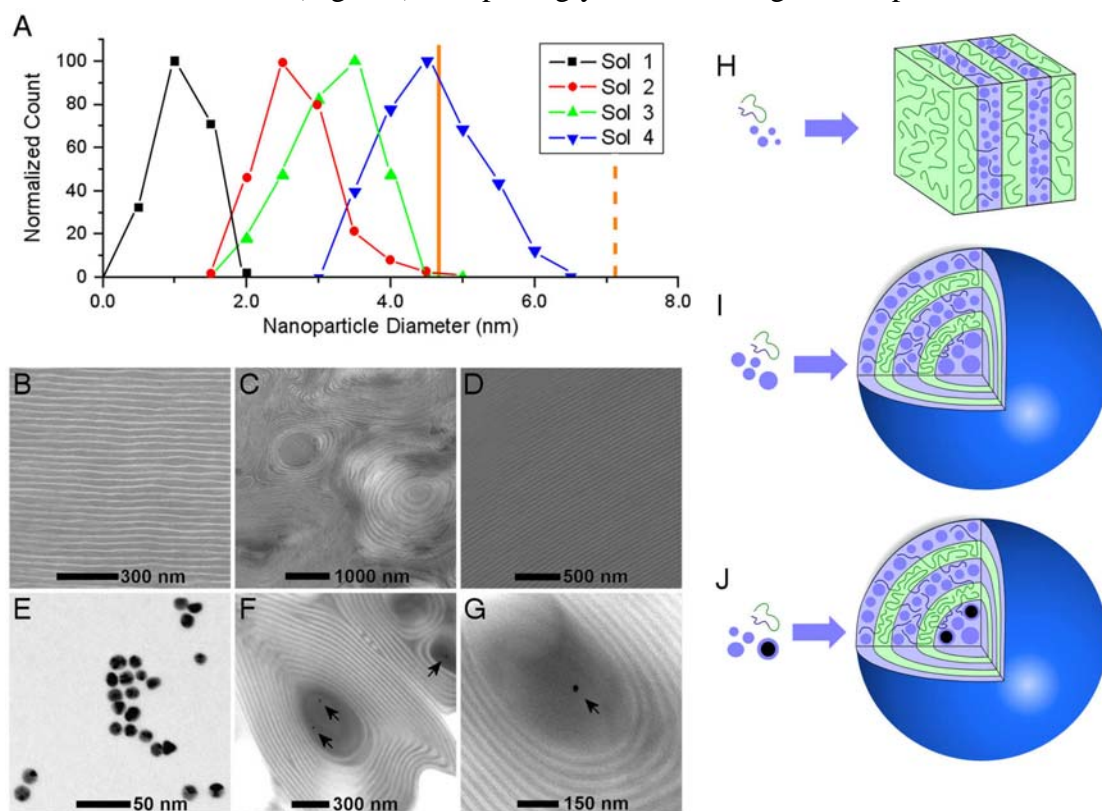 A
Normalized Count
100
80
60
40
20
0
Sol 1
Sol 2
Sol 3
Sol 4
0.0 2.0 4.0 6.0 8.0
Nanoparticle Diameter (nm)
B
300 nm
C
1000 nm
D
500 nm
E
50 nm
F
300 nm
G
150 nm
H
I
J